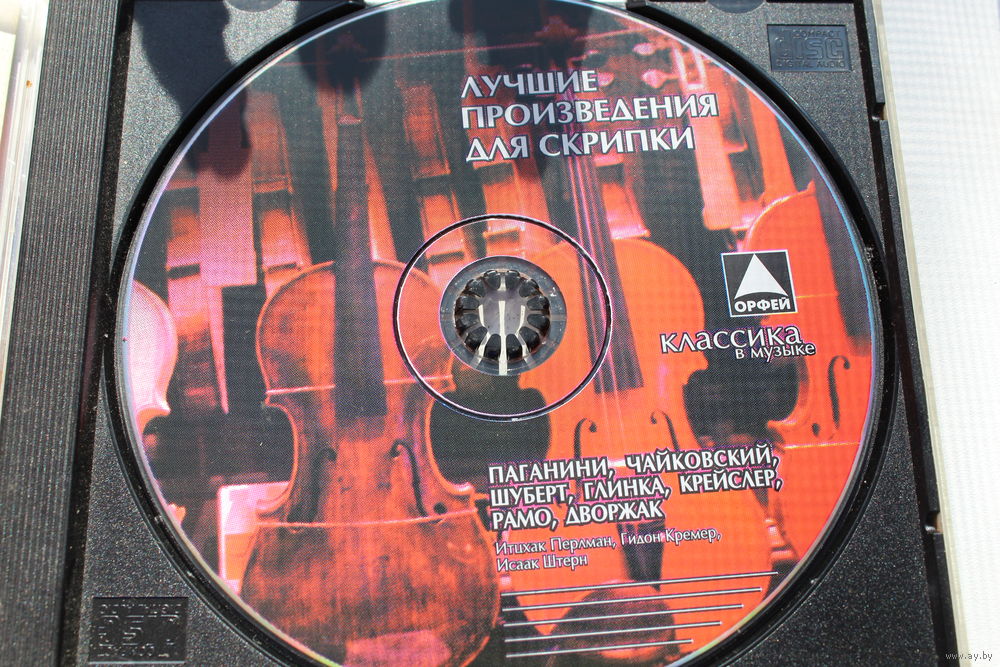 COMPACT
DISC
DIGITAL AUDIO
ЛУЧШИЕ
ПРОИЗВЕДЕНИЯ
ДЛЯ СКРИПКИ
ОРФЕЙ
КЛАССИКА
В МУЗЫКЕ
ПАГАНИНИ, ЧАЙКОВСКИЙ,
ШУБЕРТ, ГЛИНКА, КРЕЙСЛЕР,
РАМО, ДВОРЖАК
Итихак Перлман, Гидон Кремер,
Исаак Штерн
www.ay.by